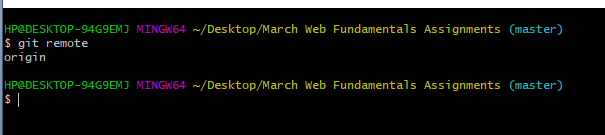 HP@DESKTOP-94G9EMJ MINGW64 ~/Desktop/March Web Fundamentals Assignments (master)
$ git remote
origin
HP@DESKTOP-94G9EMJ MINGW64 ~/Desktop/March Web Fundamentals Assignments (master)
$